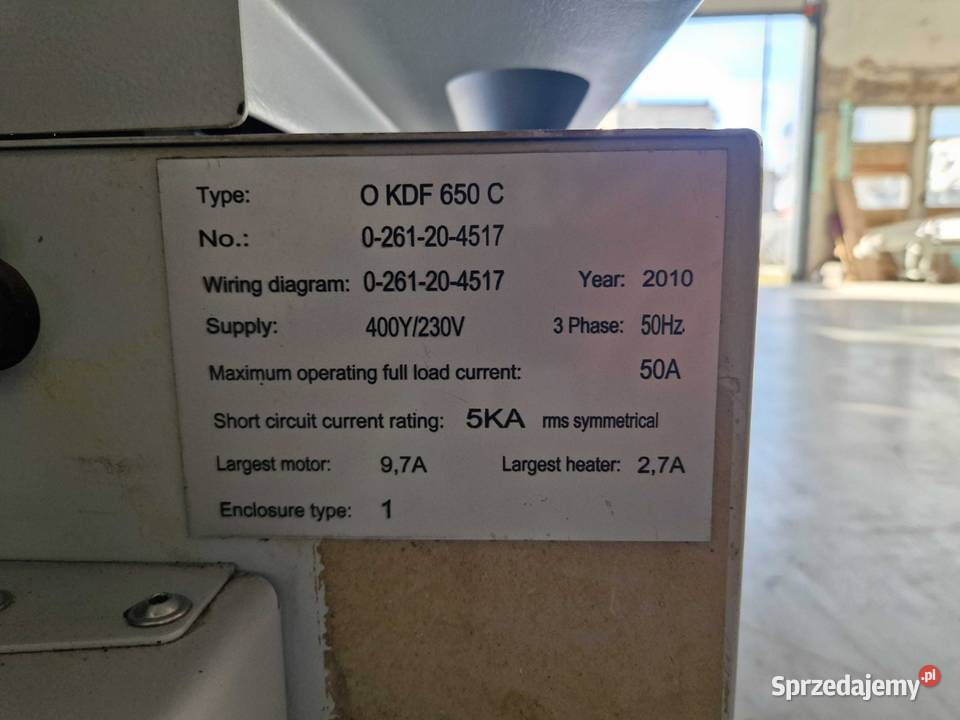 Type: O KDF 650 C
No.: 0-261-20-4517
Wiring diagram: 0-261-20-4517 Year: 2010
Supply: 400Y/230V 3 Phase: 50Hz
Maximum operating full load current: 50A
Short circuit current rating: 5KA rms symmetrical
Largest motor: 9,7A Largest heater: 2,7A
Enclosure type: 1
Sprzedajemy.pl